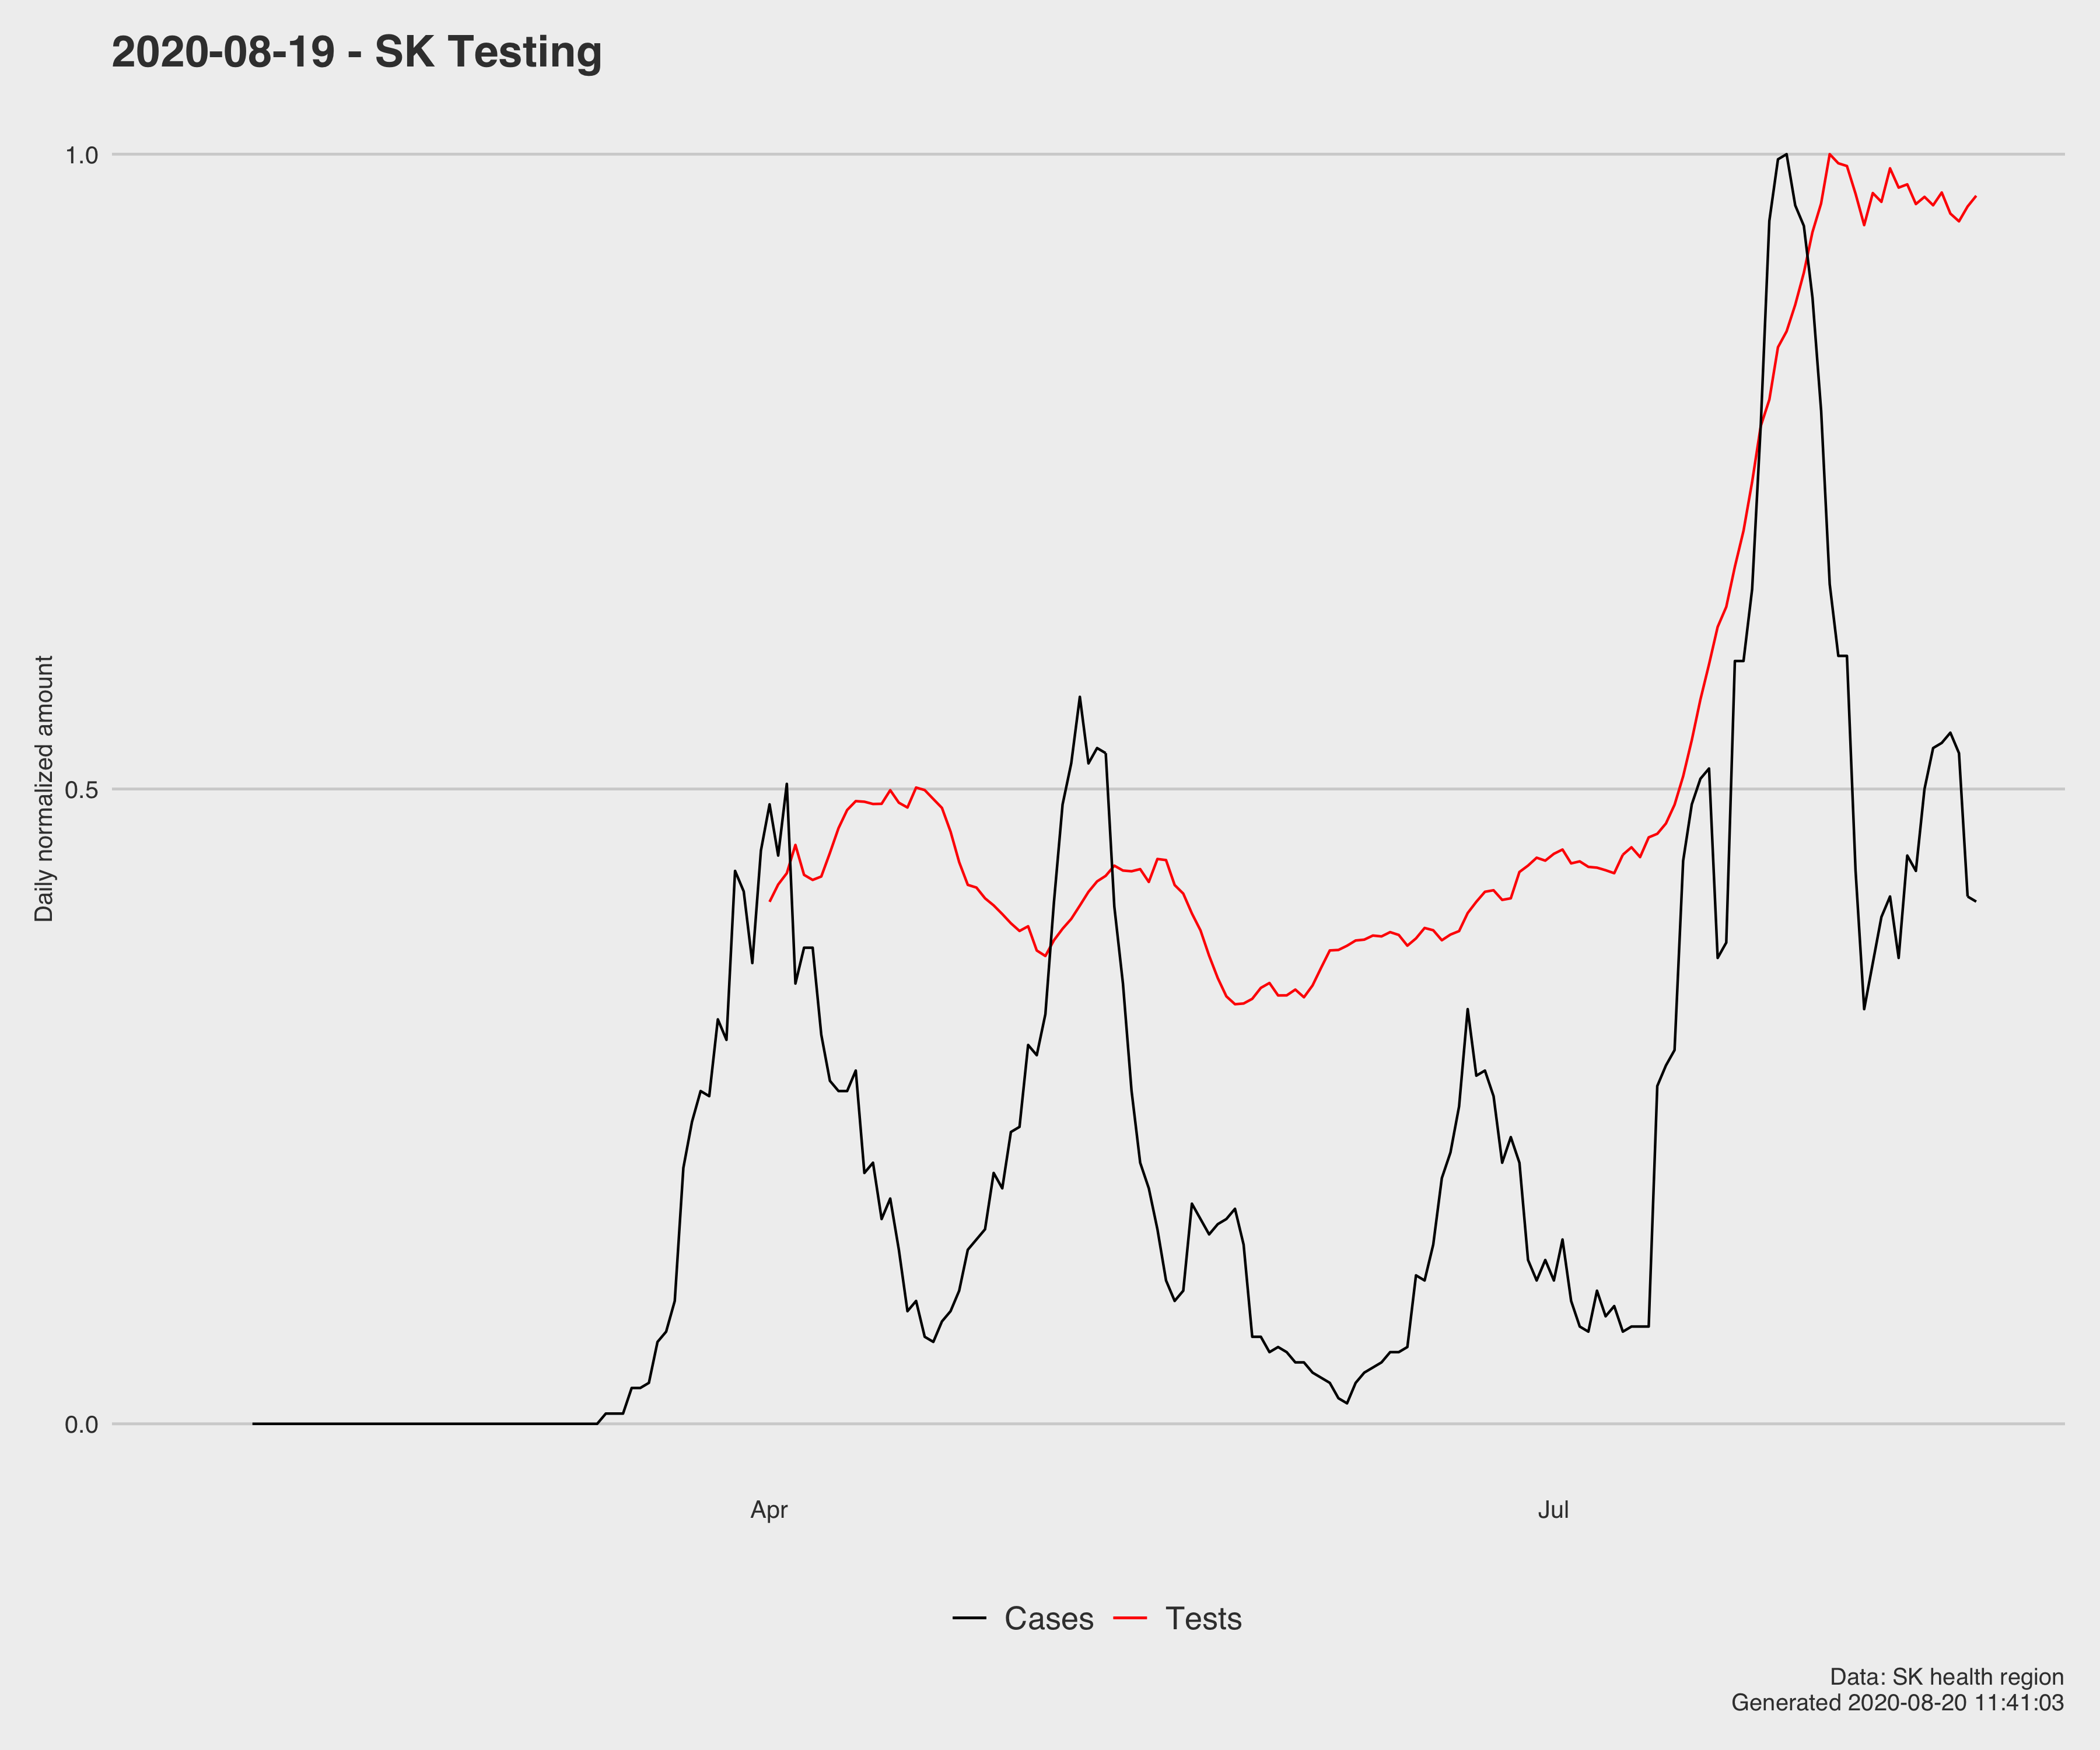 2020-08-19 - SK Testing
1.0
0.5
0.0
Daily normalized amount
Apr
Jul
Cases
Tests
Data: SK health region
Generated 2020-08-20 11:41:03